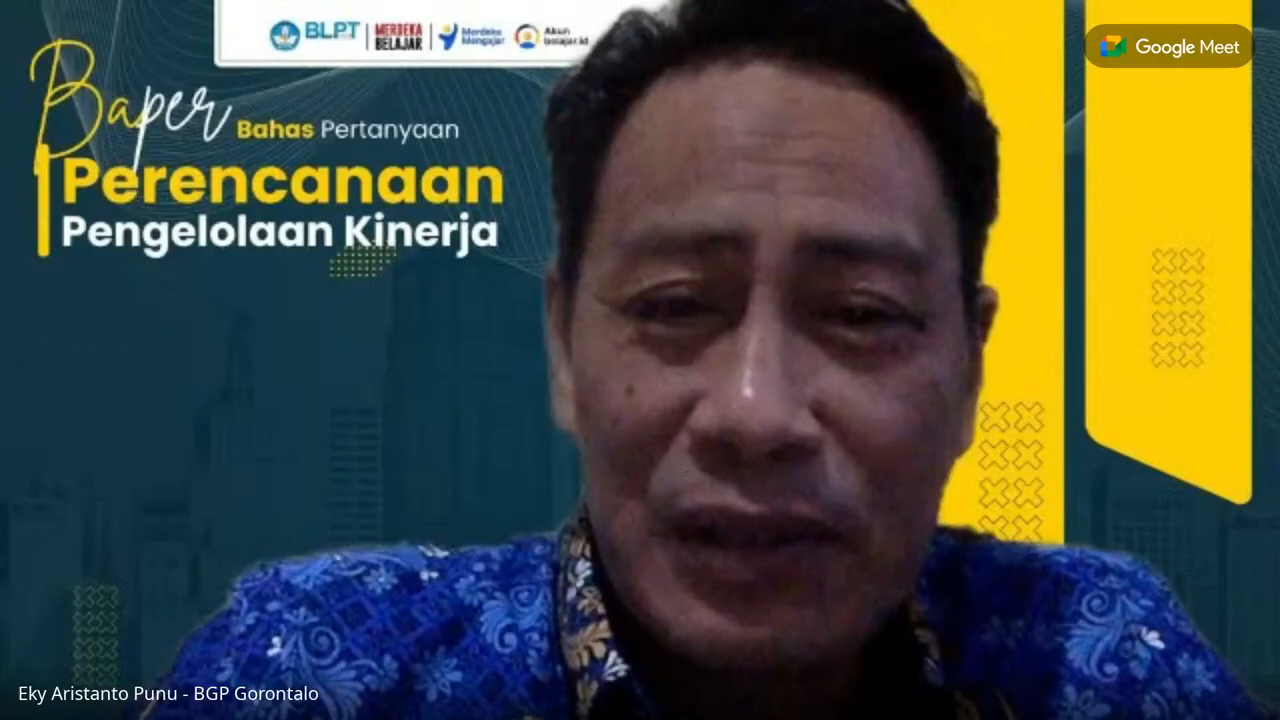 BLPT
MERDEKA
BELAJAR
Merdeka
Mengajar
Akun
belajar.id
Google Meet
Baper
Bahas Pertanyaan
Perencanaan
Pengelolaan Kinerja
Eky Aristanto Punu - BGP Gorontalo